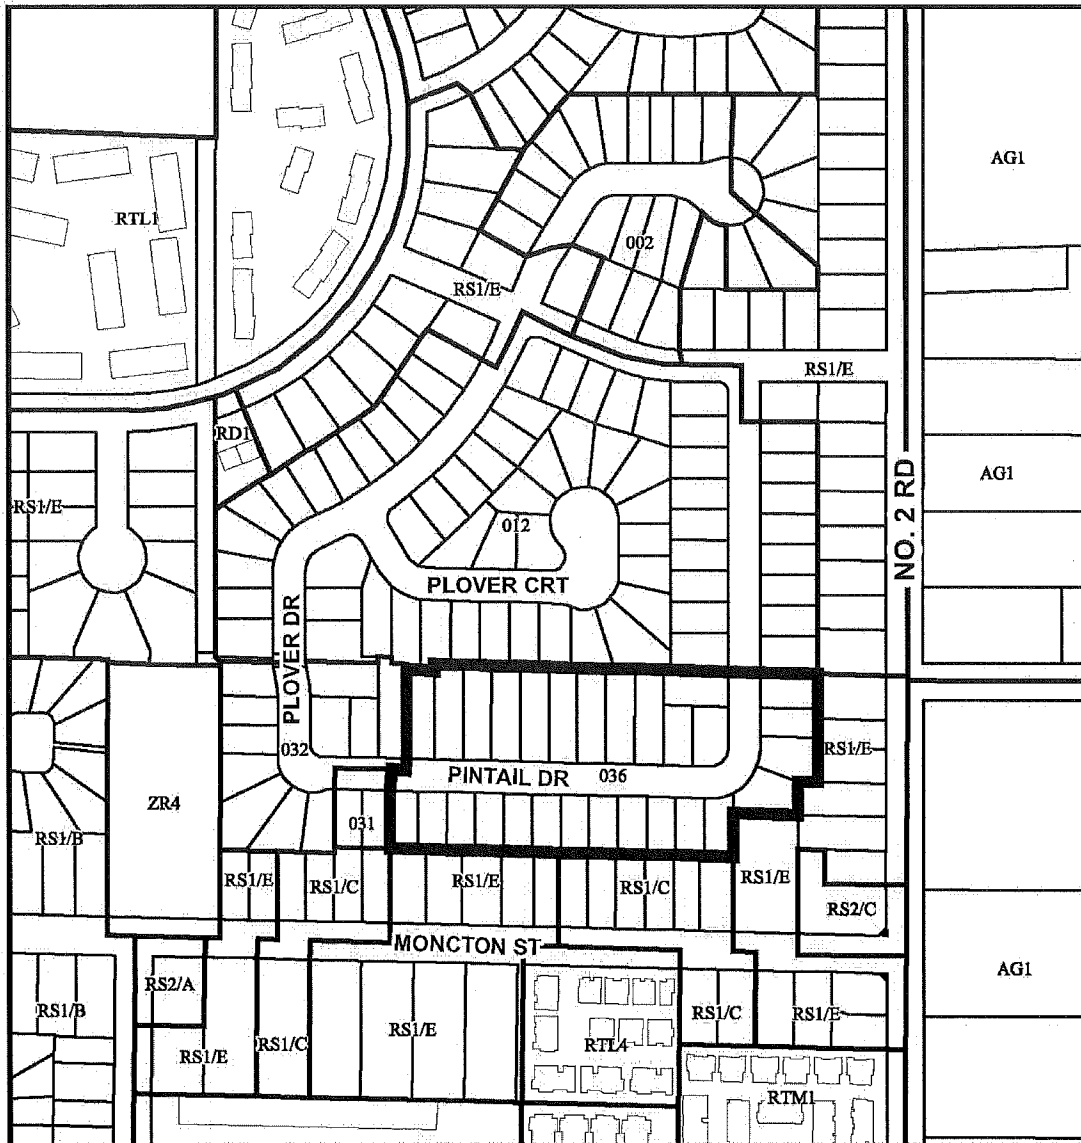 AG1
RTL1
002
RS1/E
RS1/E
RD1
AG1
RS1/E
NO. 2 RD
012
PLOVER CRT
PLOVER DR
032
PINTAIL DR
036
RS1/E
ZR4
031
RS1/B
RS1/E
RS1/C
RS1/E
RS1/C
RS1/E
RS2/C
MONCTON ST
AG1
RS2/A
RS1/B
RS1/E
RS1/C
RS1/E
RTL4
RS1/C
RS1/E
RTM1